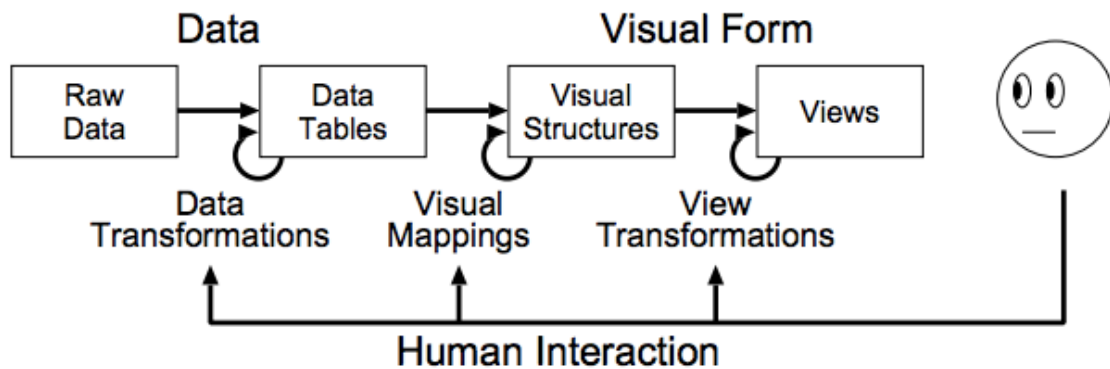 Data
Visual Form
Raw
Data
Data
Tables
Visual
Structures
Views
Data
Transformations
Visual
Mappings
View
Transformations
Human Interaction